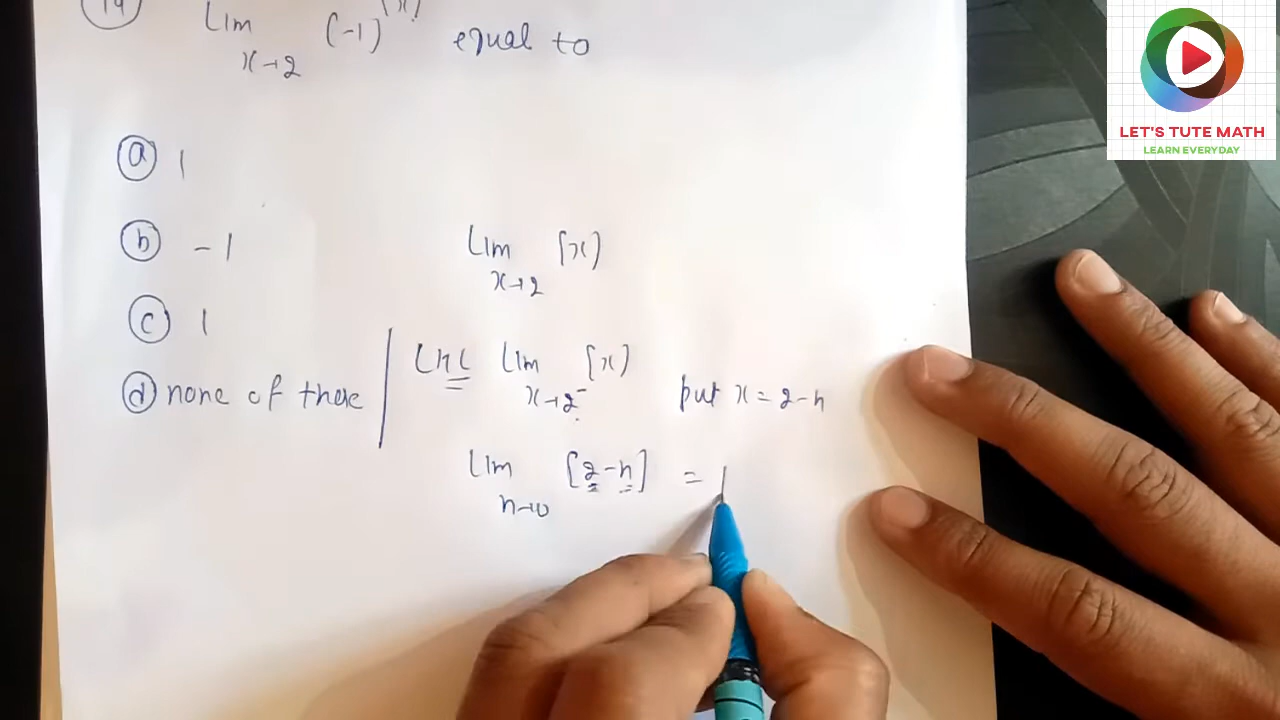 Lim (-1)^[x] equal to
x→2
(a) 1
(b) -1
(c) 1
(d) none of these
Lim [x]
x→2
LHL Lim [x]
x→2⁻
put x = 2-h
Lim [2-h] = 1
h→0
LET'S TUTE MATH
LEARN EVERYDAY